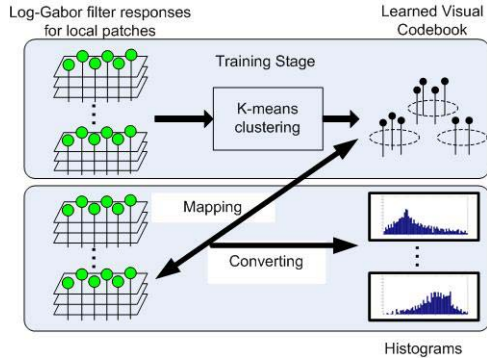 Log-Gabor filter responses
for local patches
Learned Visual
Codebook
Training Stage
K-means
clustering
Mapping
Converting
Histograms